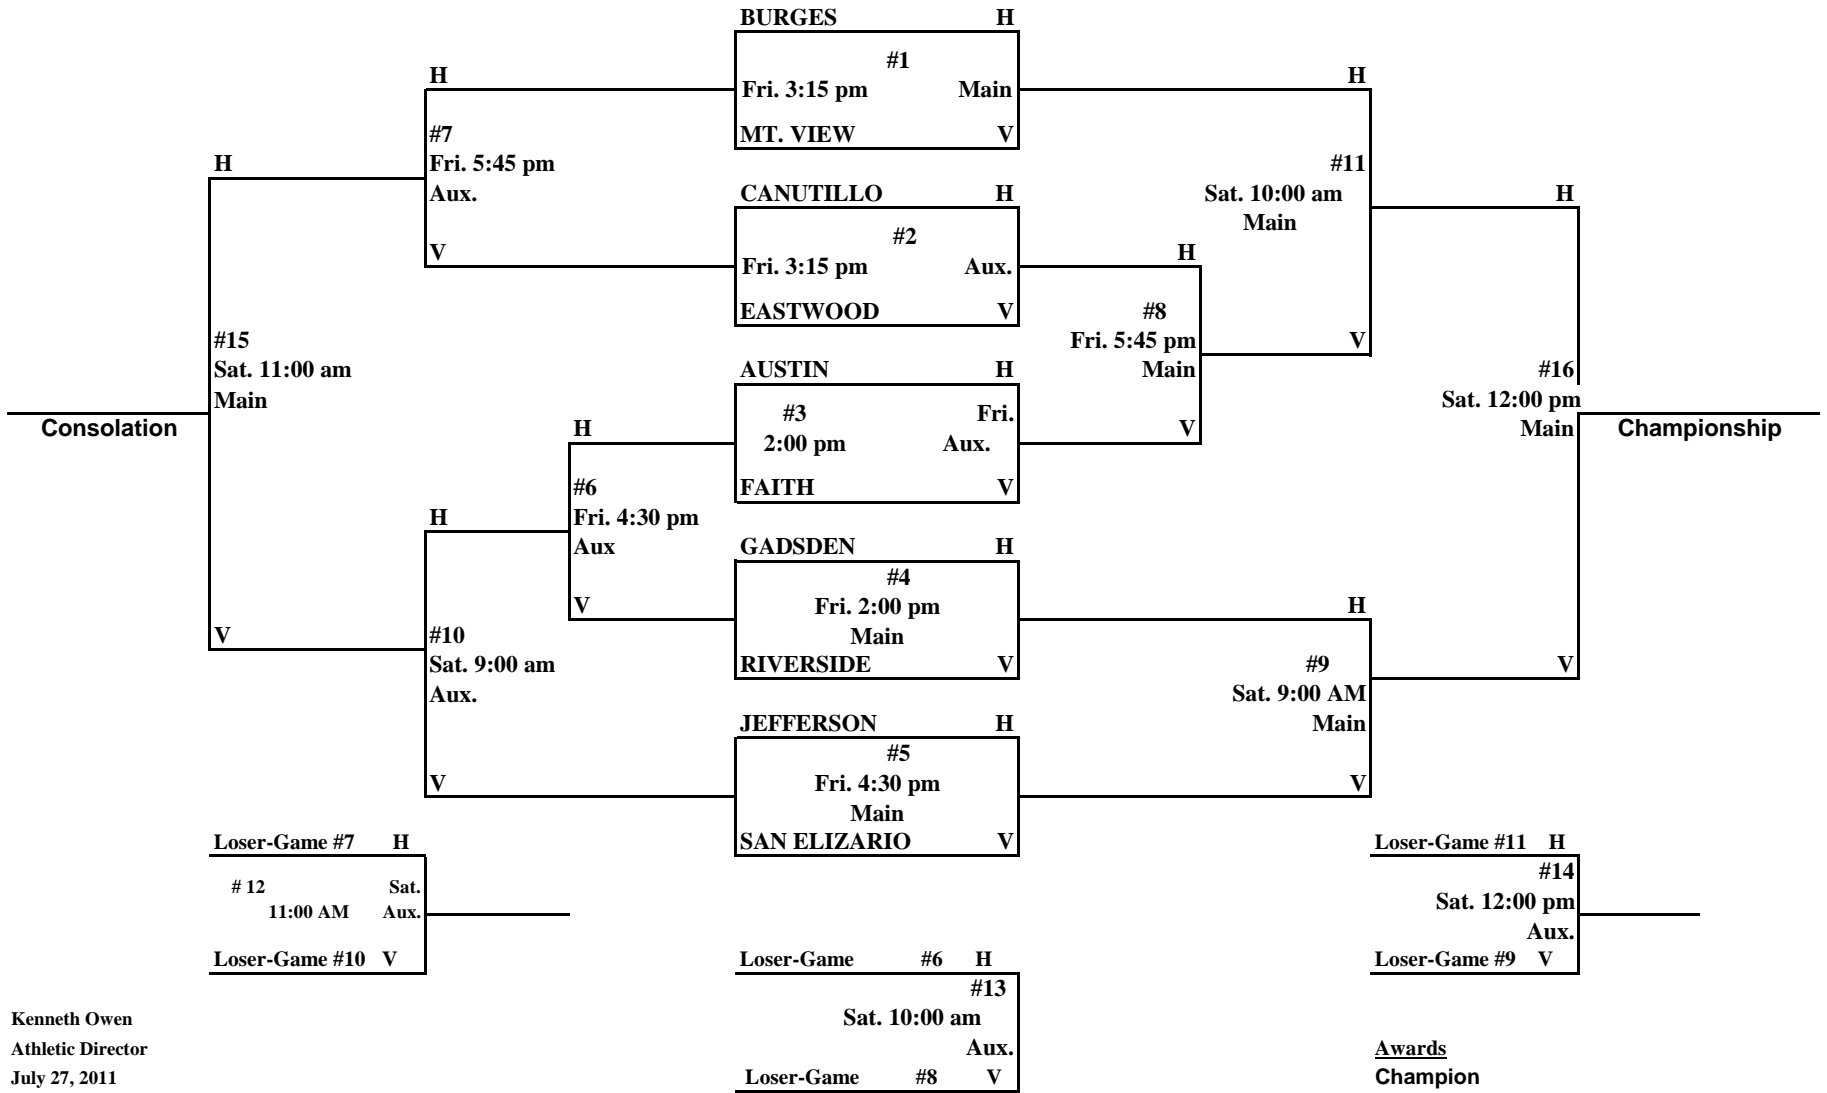 BURGES H
#1
H H
Fri. 3:15 pm Main
#7 MT. VIEW V
H Fri. 5:45 pm #11
Aux. CANUTILLO H Sat. 10:00 am H
Main
#2
V H
Fri. 3:15 pm Aux.
EASTWOOD V #8
#15 Fri. 5:45 pm V
Sat. 11:00 am AUSTIN H Main #16
Main Sat. 12:00 pm
#3 Fri.
Consolation H V Main Championship
2:00 pm Aux.
#6 FAITH V
H Fri. 4:30 pm
Aux GADSDEN H
#4
V Fri. 2:00 pm H
V #10 Main
Sat. 9:00 am RIVERSIDE V #9 V
Aux. Sat. 9:00 AM
JEFFERSON H Main
#5
V Fri. 4:30 pm V
Main
Loser-Game #7 H SAN ELIZARIO V Loser-Game #11 H
#14
# 12 Sat.
Sat. 12:00 pm
11:00 AM Aux.
Aux.
Loser-Game #10 V Loser-Game #6 H Loser-Game #9 V
#13
Kenneth Owen Sat. 10:00 am
Athletic Director Aux. Awards
July 27, 2011 Loser-Game #8 V Champion